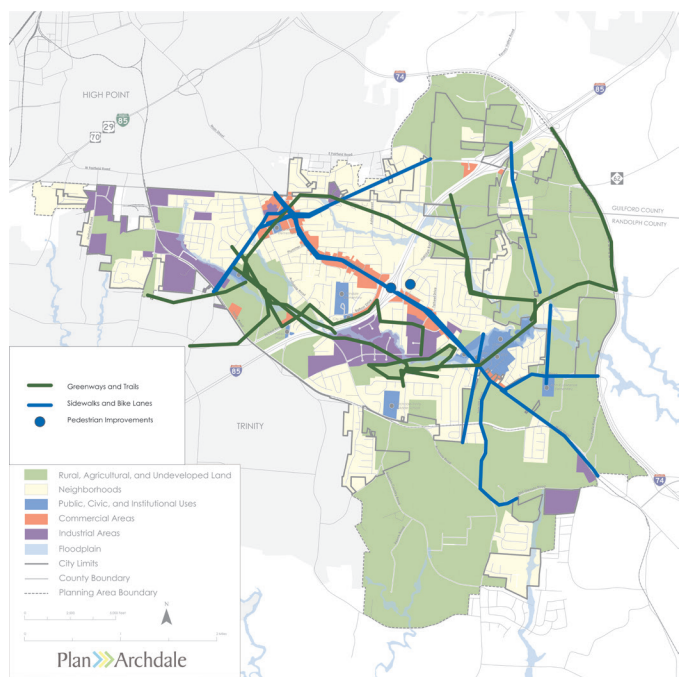 74
85
HIGH POINT
85
29
70
62
GUILFORD COUNTY
RANDOLPH COUNTY
85
TRINITY
74
Greenways and Trails
Sidewalks and Bike Lanes
Pedestrian Improvements
Rural, Agricultural, and Undeveloped Land
Neighborhoods
Public, Civic, and Institutional Uses
Commercial Areas
Industrial Areas
Floodplain
City Limits
County Boundary
Planning Area Boundary
N
Plan Archdale